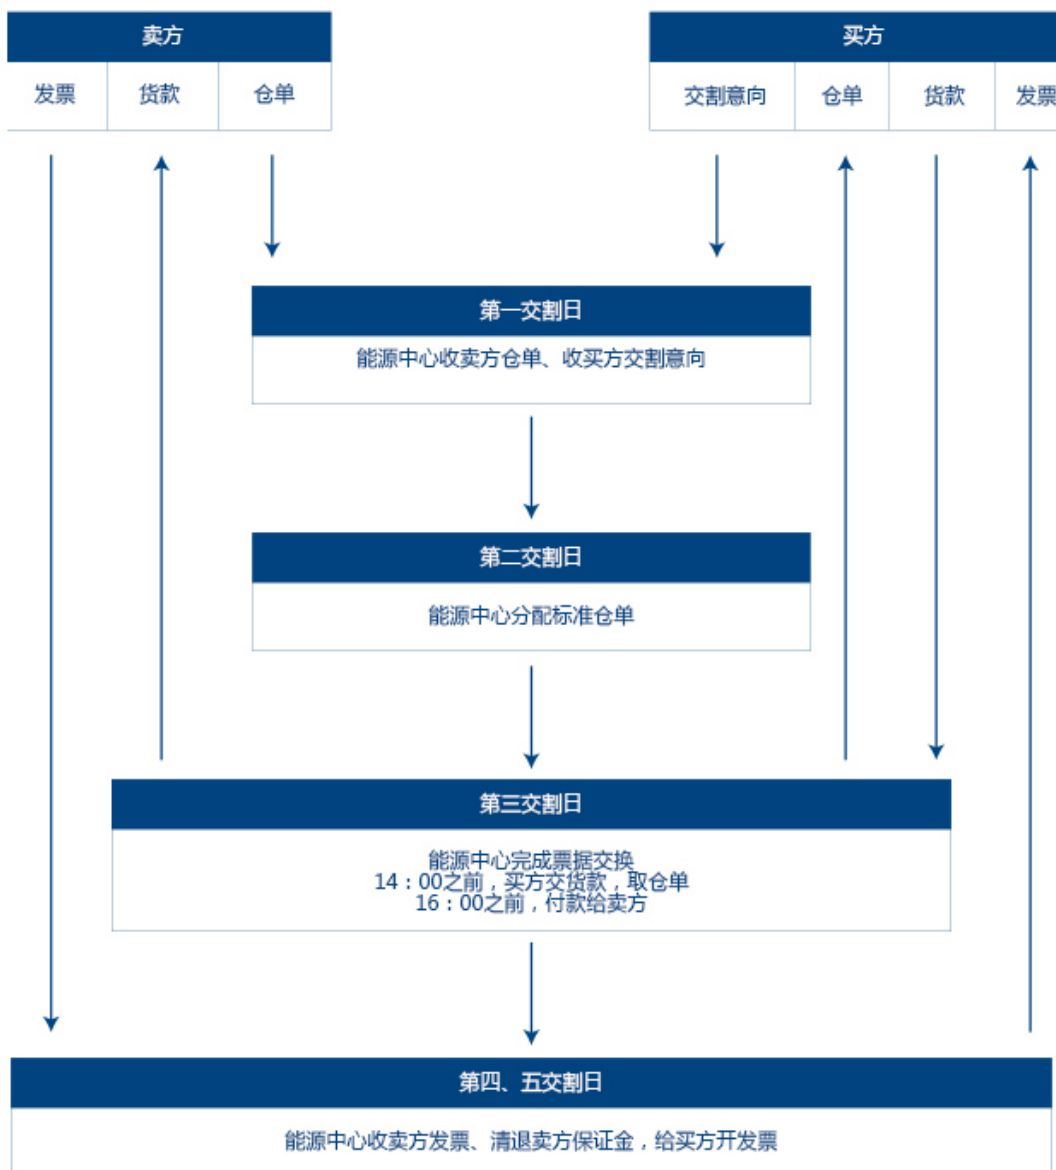 卖方
发票 货款 仓单
买方
交割意向 仓单 货款 发票
第一交割日
能源中心收卖方仓单、收买方交割意向
第二交割日
能源中心分配标准仓单
第三交割日
能源中心完成票据交换
14：00之前，买方交货款，取仓单
16：00之前，付款给卖方
第四、五交割日
能源中心收卖方发票、清退卖方保证金，给买方开发票